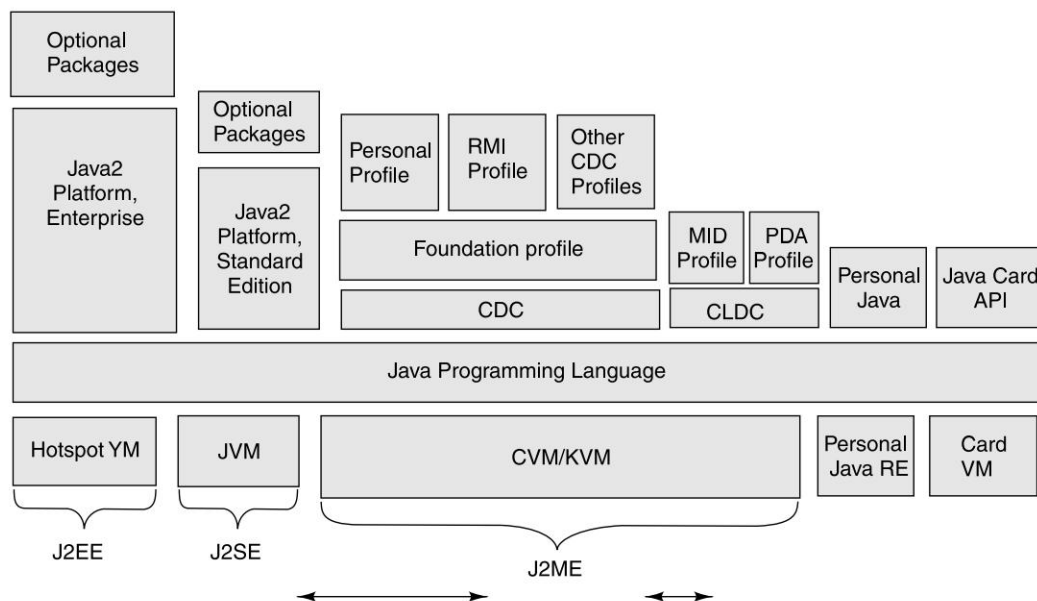 Optional
Packages
Java2
Platform,
Enterprise
Optional
Packages
Java2
Platform,
Standard
Edition
Personal
Profile
RMI
Profile
Other
CDC
Profiles
Foundation profile
CDC
MID
Profile
PDA
Profile
CLDC
Personal
Java
Java Card
API
Java Programming Language
Hotspot YM
JVM
CVM/KVM
Personal
Java RE
Card
VM
J2EE
J2SE
J2ME